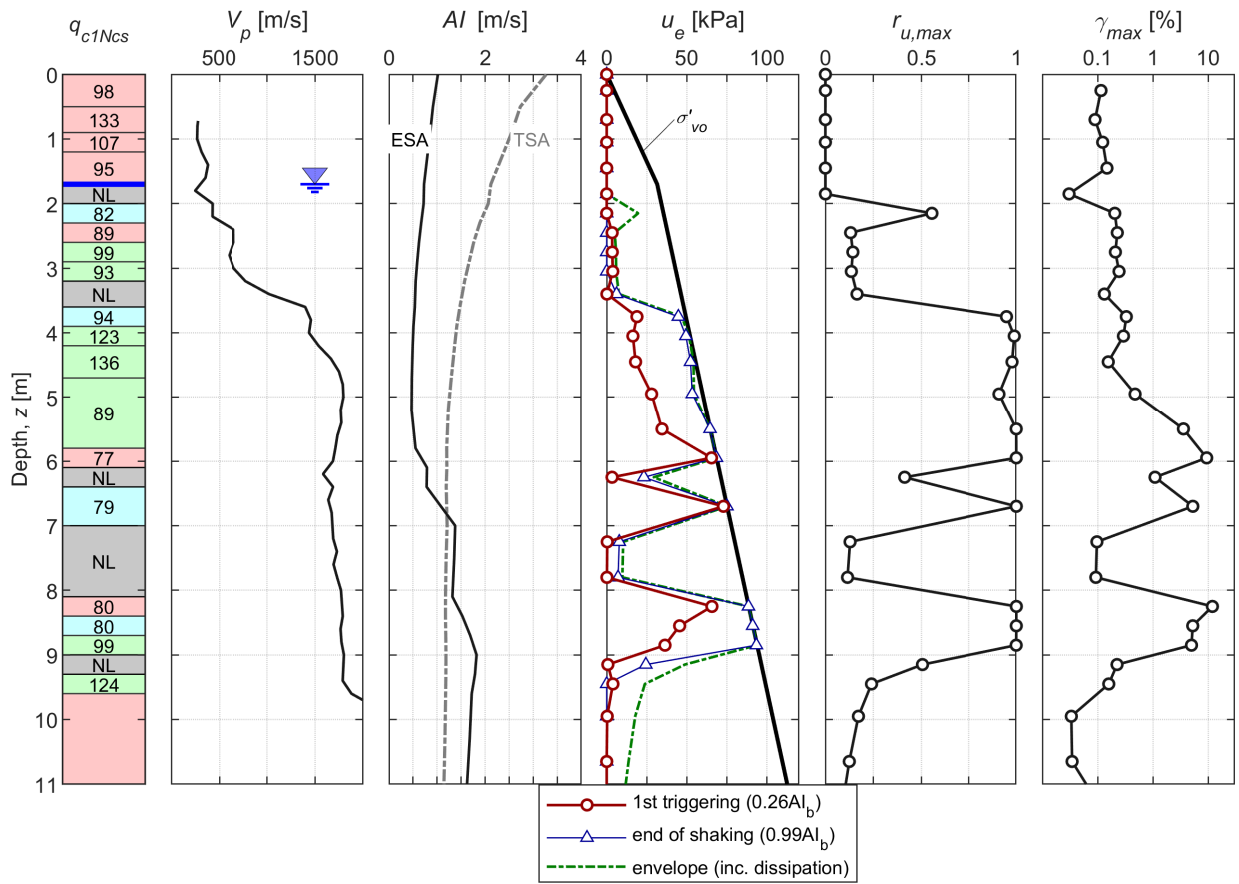 q_c1Ncs
V_p [m/s]
AI [m/s]
u_e [kPa]
r_u,max
γ_max [%]
500 1500
0 2 4
0 50 100
0 0.5 1
0.1 1 10
0
1
2
3
4
5
6
7
8
9
10
11
Depth, z [m]
98
133
107
95
NL
82
89
99
93
NL
94
123
136
89
77
NL
79
NL
80
80
99
NL
124
ESA
TSA
σ'_vo
1st triggering (0.26AI_b)
end of shaking (0.99AI_b)
envelope (inc. dissipation)